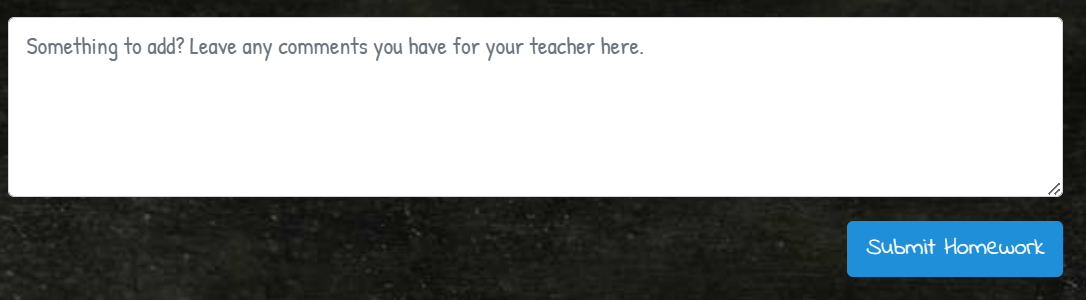 Something to add? Leave any comments you have for your teacher here.
Submit Homework